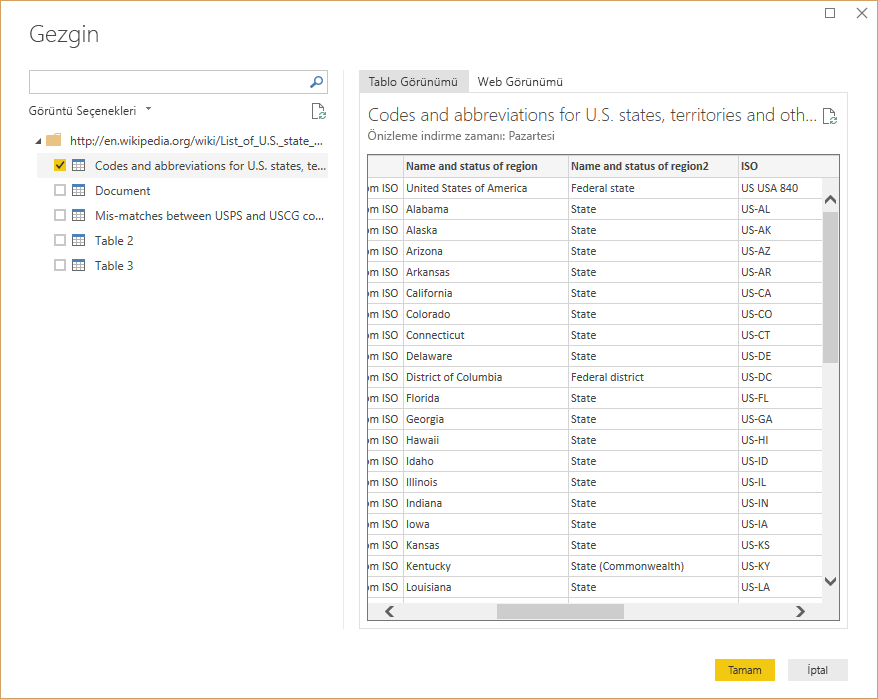 Gezgin
Görüntü Seçenekleri
http://en.wikipedia.org/wiki/List_of_U.S._state_...
Codes and abbreviations for U.S. states, te...
Document
Mis-matches between USPS and USCG co...
Table 2
Table 3
Tablo Görünümü Web Görünümü
Codes and abbreviations for U.S. states, territories and oth...
Önizleme indirme zamanı: Pazartesi
Name and status of region Name and status of region2 ISO
om ISO United States of America Federal state US USA 840
om ISO Alabama State US-AL
om ISO Alaska State US-AK
om ISO Arizona State US-AZ
om ISO Arkansas State US-AR
om ISO California State US-CA
om ISO Colorado State US-CO
om ISO Connecticut State US-CT
om ISO Delaware State US-DE
om ISO District of Columbia Federal district US-DC
om ISO Florida State US-FL
om ISO Georgia State US-GA
om ISO Hawaii State US-HI
om ISO Idaho State US-ID
om ISO Illinois State US-IL
om ISO Indiana State US-IN
om ISO Iowa State US-IA
om ISO Kansas State US-KS
om ISO Kentucky State (Commonwealth) US-KY
om ISO Louisiana State US-LA
Tamam İptal